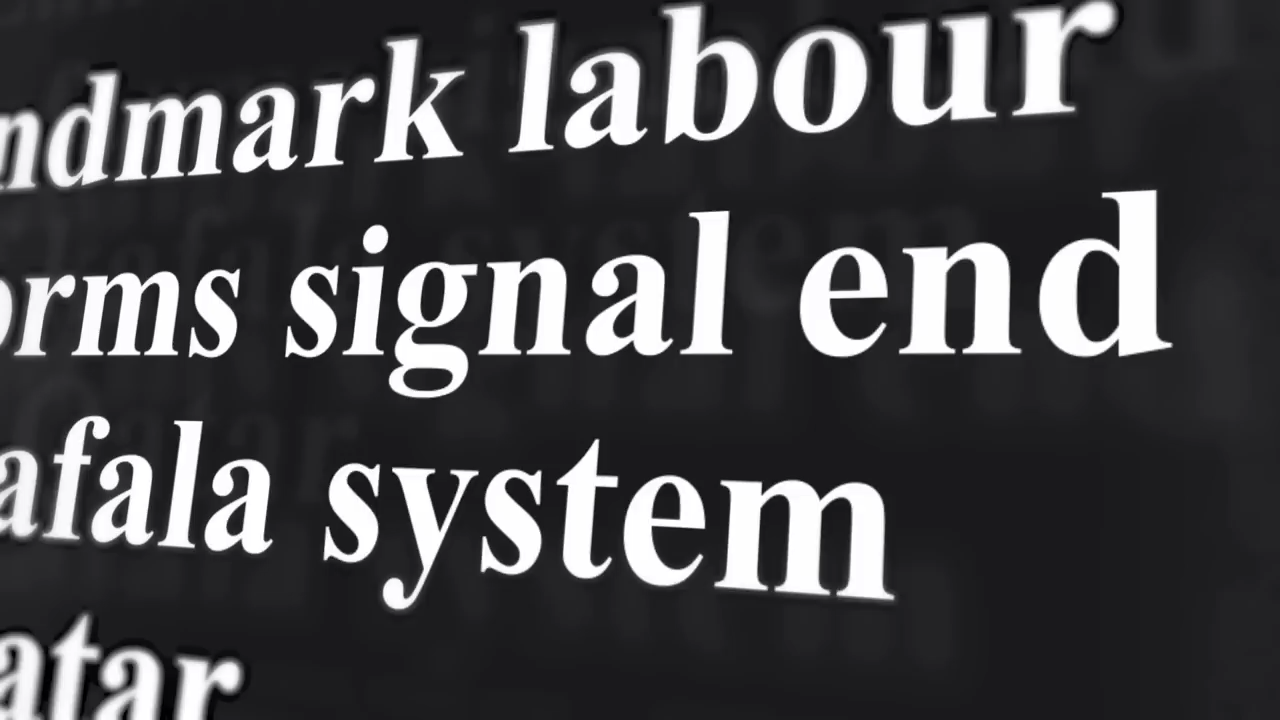 ndmark labour
orms signal end
afala system
atar